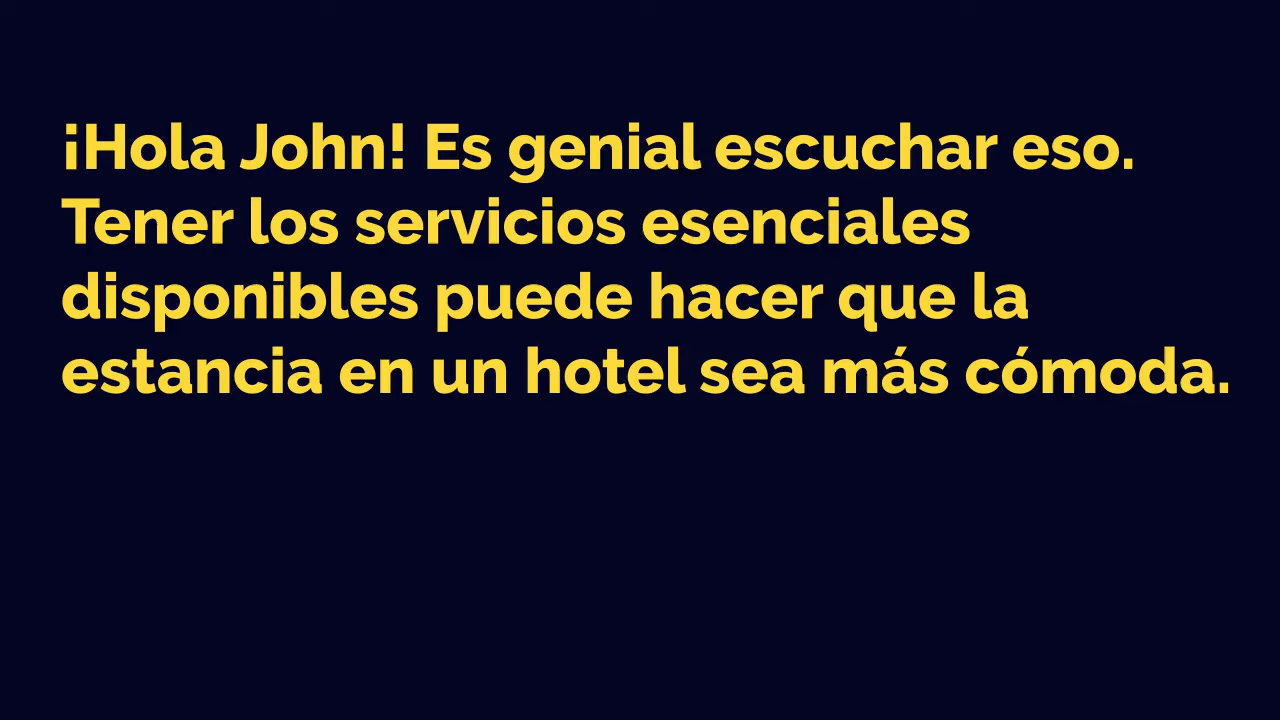 ¡Hola John! Es genial escuchar eso.
Tener los servicios esenciales
disponibles puede hacer que la
estancia en un hotel sea más cómoda.